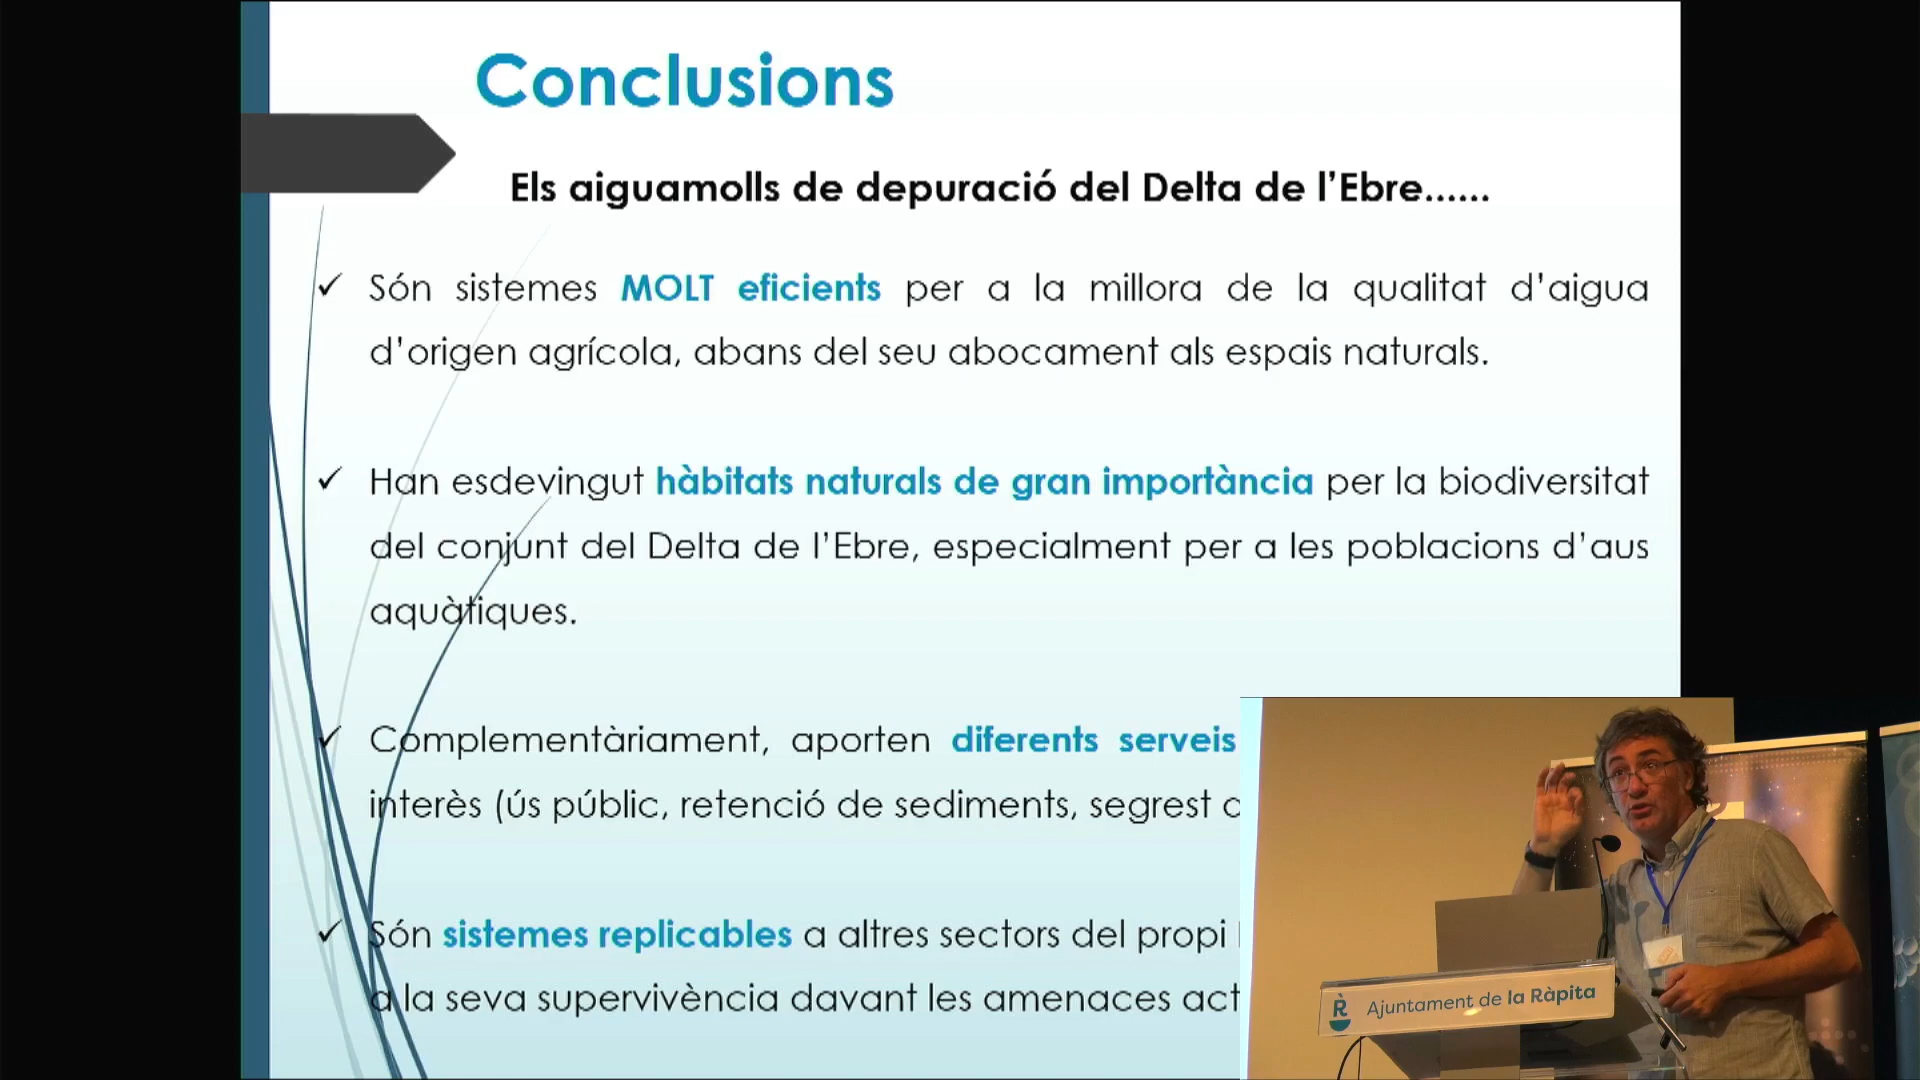 Conclusions
Els aiguamolls de depuració del Delta de l'Ebre......
✓ Són sistemes MOLT eficients per a la millora de la qualitat d'aigua
d'origen agrícola, abans del seu abocament als espais naturals.
✓ Han esdevingut hàbitats naturals de gran importància per la biodiversitat
del conjunt del Delta de l'Ebre, especialment per a les poblacions d'aus
aquàtiques.
✓ Complementàriament, aporten diferents serveis
interès (ús públic, retenció de sediments, segrest
✓ Són sistemes replicables a altres sectors del propi
a la seva supervivència davant les amenaces
Ajuntament de la Ràpita